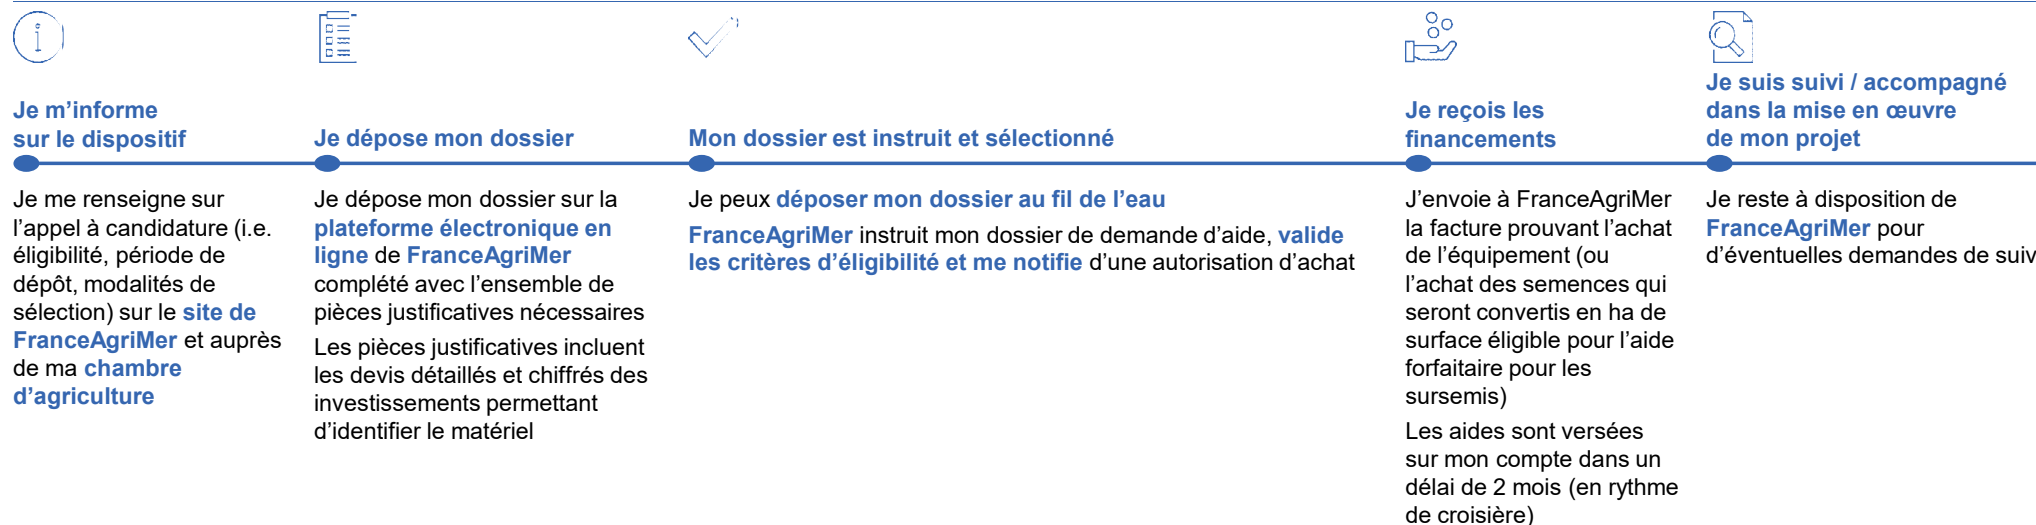 Je m’informe
sur le dispositif
Je me renseigne sur
l’appel à candidature (i.e.
éligibilité, période de
dépôt, modalités de
sélection) sur le site de
FranceAgriMer et auprès
de ma chambre
d’agriculture
Je dépose mon dossier
Je dépose mon dossier sur la
plateforme électronique en
ligne de FranceAgriMer
complété avec l’ensemble de
pièces justificatives nécessaires
Les pièces justificatives incluent
les devis détaillés et chiffrés des
investissements permettant
d’identifier le matériel
Mon dossier est instruit et sélectionné
Je peux déposer mon dossier au fil de l’eau
FranceAgriMer instruit mon dossier de demande d’aide, valide
les critères d’éligibilité et me notifie d’une autorisation d’achat
Je reçois les
financements
J’envoie à FranceAgriMer
la facture prouvant l’achat
de l’équipement (ou
l’achat des semences qui
seront convertis en ha de
surface éligible pour l’aide
forfaitaire pour les
sursemis)
Les aides sont versées
sur mon compte dans un
délai de 2 mois (en rythme
de croisière)
Je suis suivi / accompagné
dans la mise en œuvre
de mon projet
Je reste à disposition de
FranceAgriMer pour
d’éventuelles demandes de suiv